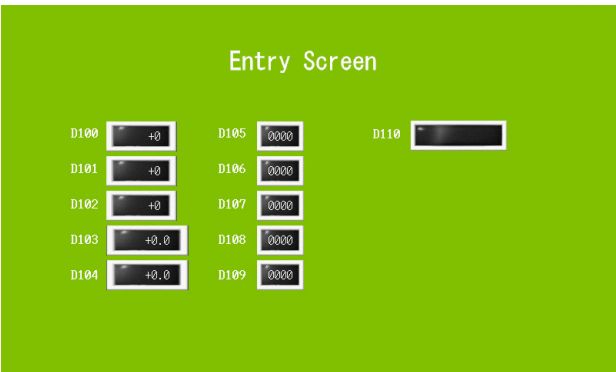 Entry Screen
D100 +0 D105 0000 D110
D101 +0 D106 0000
D102 +0 D107 0000
D103 +0.0 D108 0000
D104 +0.0 D109 0000